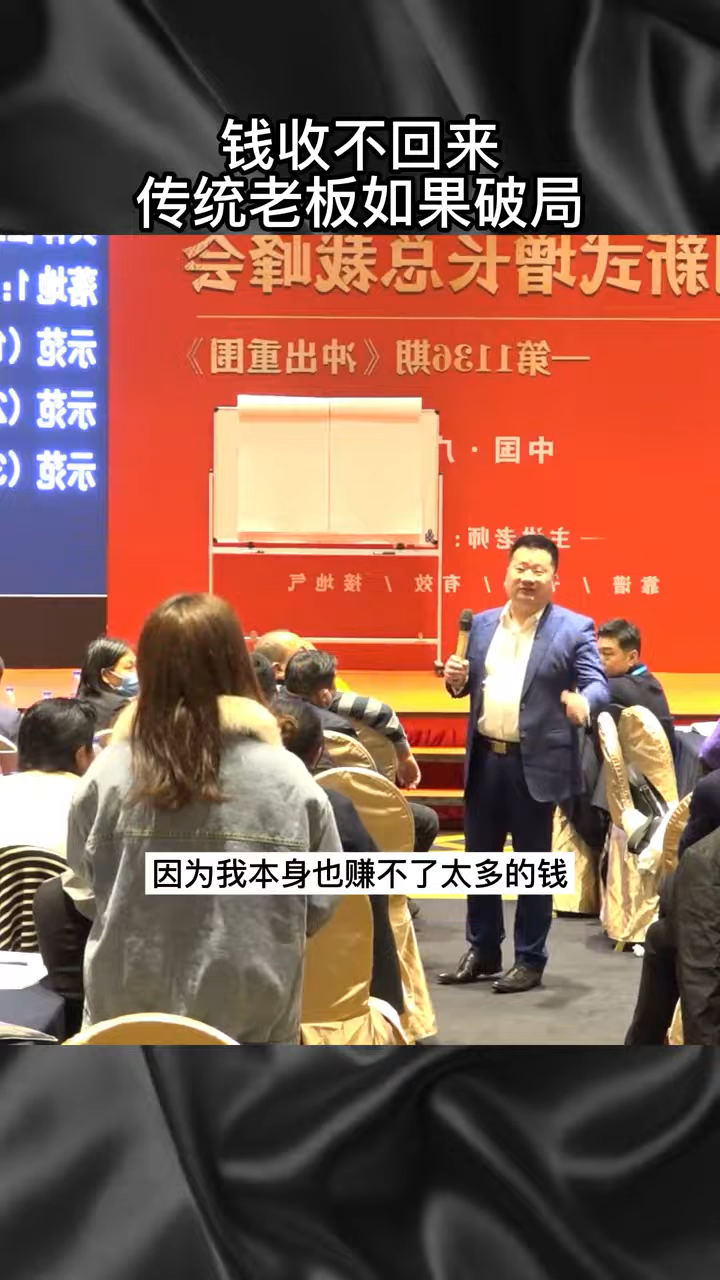 钱收不回来
传统老板如果破局
落地1:
示范（1
示范（2
示范（3
新式增长总裁峰会
—第1136期《冲出重围》
中国·广
—主讲老师：
靠谱 / 有效 / 接地气
因为我本身也赚不了太多的钱